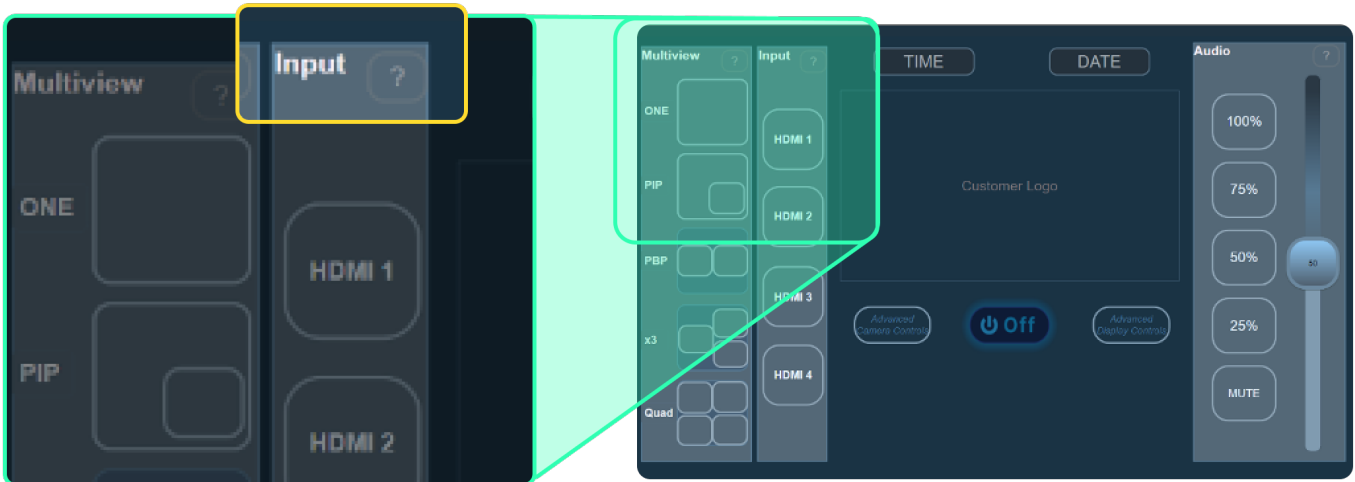 Multiview ?
Input ?
ONE
HDMI 1
PIP
HDMI 2
Multiview ?
Input ?
TIME
DATE
Audio ?
ONE
HDMI 1
100%
PIP
HDMI 2
Customer Logo
75%
PBP
50%
50
HDMI 3
Advanced
Camera Controls
Off
Advanced
Display Controls
25%
x3
HDMI 4
MUTE
Quad